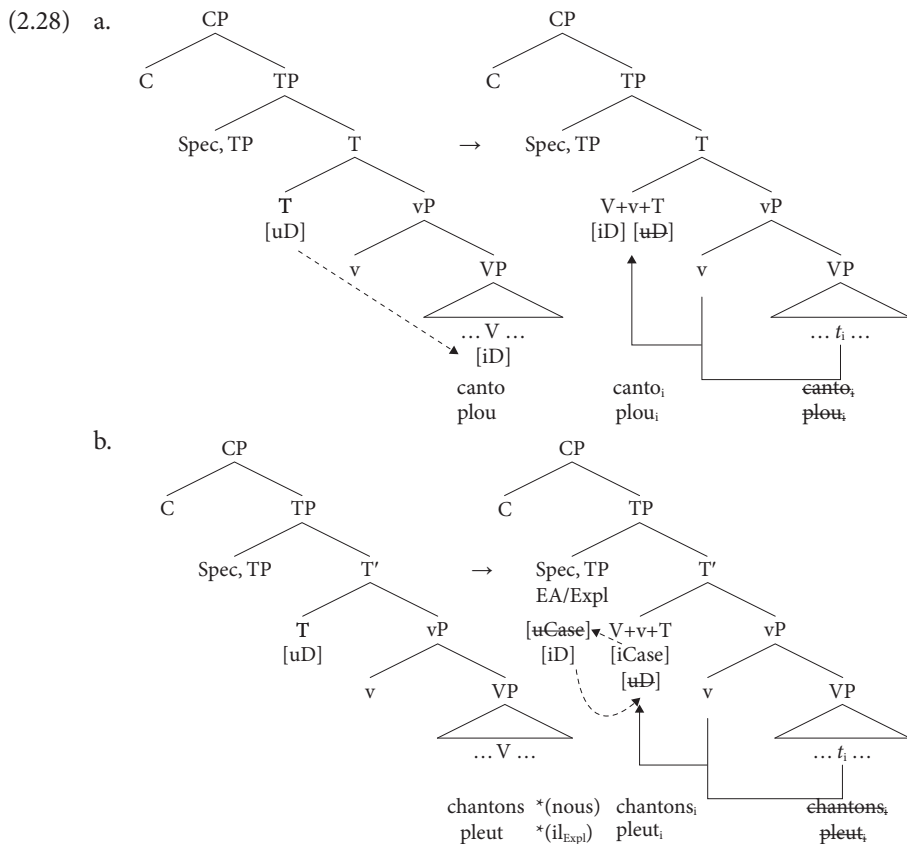 (2.28) a.
CP CP
C TP C TP
Spec, TP T → Spec, TP T
T vP V+v+T vP
[uD] [iD] [uD]
v VP v VP
… V … … tᵢ …
[iD]
canto cantoᵢ cantoᵢ
plou plouᵢ plouᵢ
b.
CP CP
C TP C TP
Spec, TP T′ → Spec, TP T′
EA/Expl
T vP [uCase] V+v+T vP
[uD] [iD] [iCase]
[uD]
v VP v VP
… V … … tᵢ …
chantons *(nous) chantonsᵢ chantonsᵢ
pleut *(il_Expl) pleutᵢ pleutᵢ